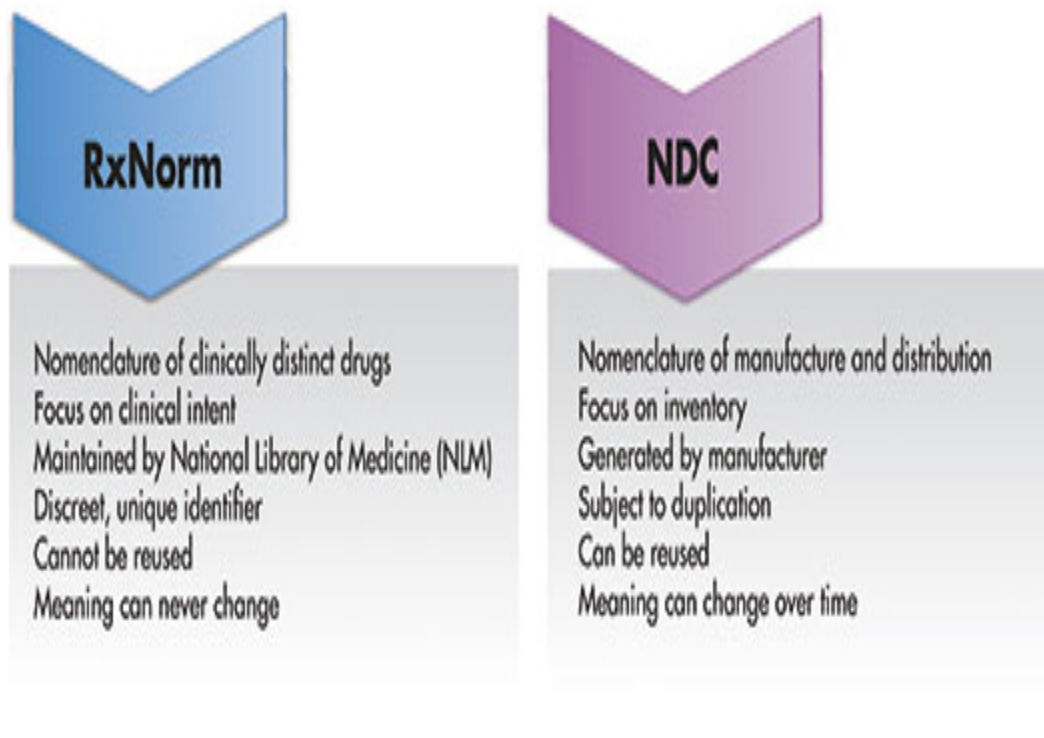 RxNorm
Nomenclature of clinically distinct drugs
Focus on clinical intent
Maintained by National Library of Medicine (NLM)
Discreet, unique identifier
Cannot be reused
Meaning can never change
NDC
Nomenclature of manufacture and distribution
Focus on inventory
Generated by manufacturer
Subject to duplication
Can be reused
Meaning can change over time